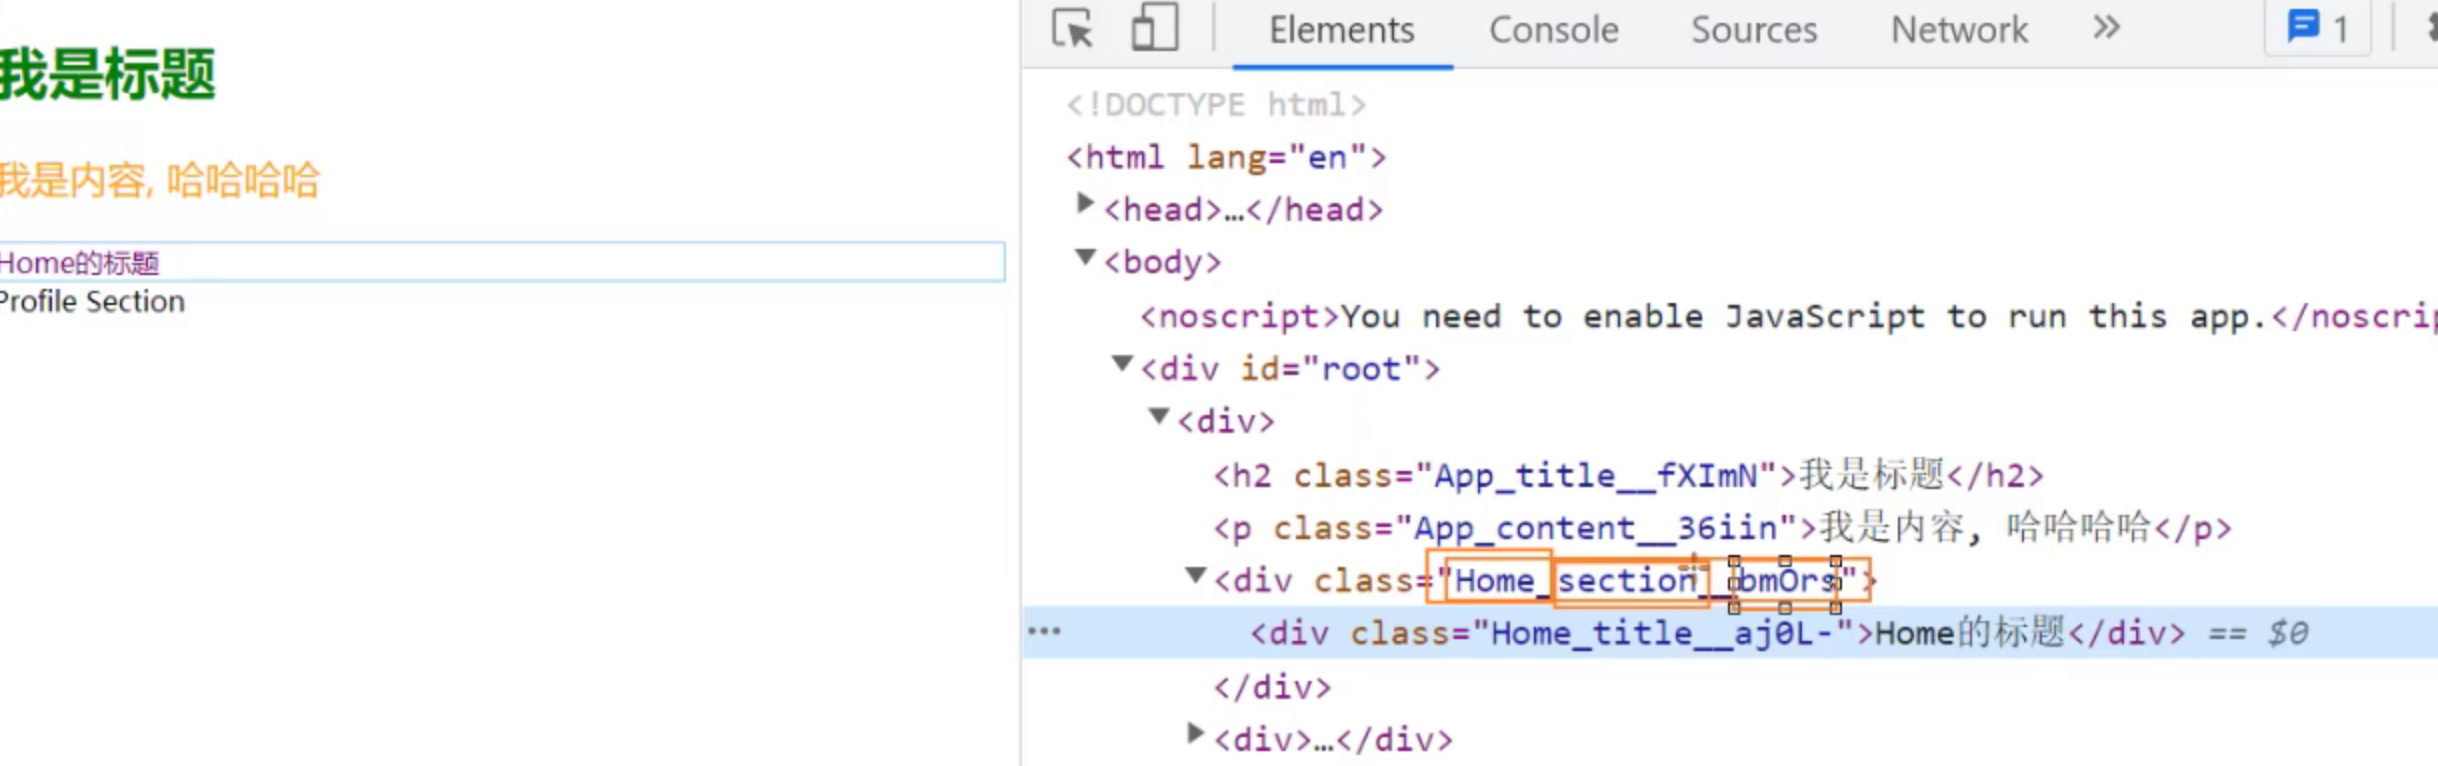 我是标题
我是内容, 哈哈哈哈
Home的标题
Profile Section
Elements Console Sources Network » 1
<!DOCTYPE html>
<html lang="en">
<head>…</head>
<body>
<noscript>You need to enable JavaScript to run this app.</noscrip
<div id="root">
<div>
<h2 class="App_title__fXImN">我是标题</h2>
<p class="App_content__36iin">我是内容, 哈哈哈哈</p>
<div class="Home_section__bmOrs">
<div class="Home_title__aj0L-">Home的标题</div> == $0
</div>
<div>…</div>